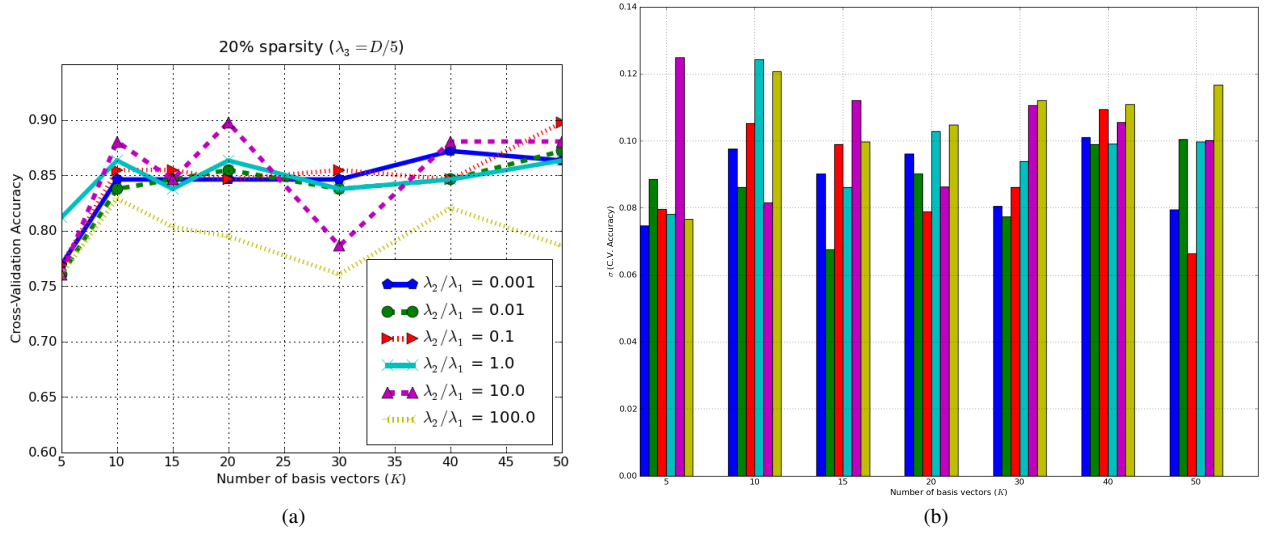 20% sparsity (λ₃ = D/5)
Cross-Validation Accuracy
0.90
0.85
0.80
0.75
0.70
0.65
0.60
λ₂/λ₁ = 0.001
λ₂/λ₁ = 0.01
λ₂/λ₁ = 0.1
λ₂/λ₁ = 1.0
λ₂/λ₁ = 10.0
λ₂/λ₁ = 100.0
5 10 15 20 25 30 35 40 45 50
Number of basis vectors (K)
(a)
σ (C.V. Accuracy)
0.14
0.12
0.10
0.08
0.06
0.04
0.02
0.00
5 10 15 20 30 40 50
Number of basis vectors (K)
(b)